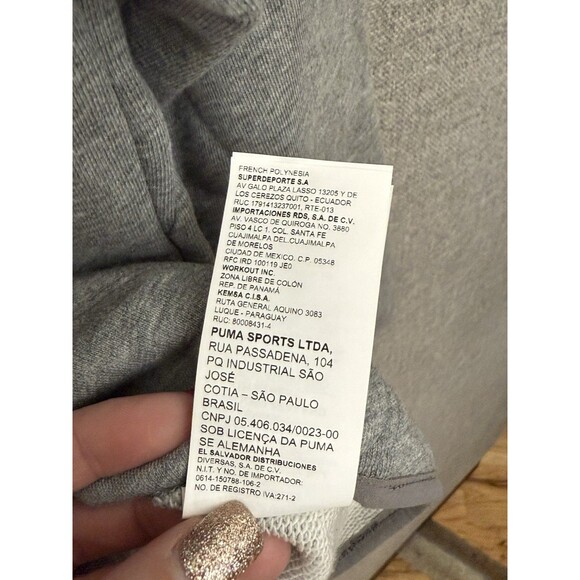 FRENCH POLYNESIA
SUPERDEPORTE S.A
AV GALO PLAZA LASSO 13205 Y DE
LOS CEREZOS QUITO - ECUADOR
RUC 1791413237001, RTE-013
IMPORTACIONES RDS, S.A. DE C.V.
AV. VASCO DE QUIROGA NO. 3880
PISO 4 LC 1. COL. SANTA FE
CUAJIMALPA DEL.CUAJIMALPA
DE MORELOS
CIUDAD DE MEXICO. C.P. 05348
RFC IRD 100119 JE0
WORKOUT INC.
ZONA LIBRE DE COLÓN
REP. DE PANAMÁ
KEMSA C.I.S.A.
RUTA GENERAL AQUINO 3083
LUQUE - PARAGUAY
RUC: 80008431-4
PUMA SPORTS LTDA,
RUA PASSADENA, 104
PQ INDUSTRIAL SÃO
JOSÉ
COTIA – SÃO PAULO
BRASIL
CNPJ 05.406.034/0023-00
SOB LICENÇA DA PUMA
SE ALEMANHA
EL SALVADOR DISTRIBUCIONES
DIVERSAS, S.A. DE C.V.
N.I.T. Y NO. DE IMPORTADOR:
0614-150788-106-2
NO. DE REGISTRO IVA:271-2